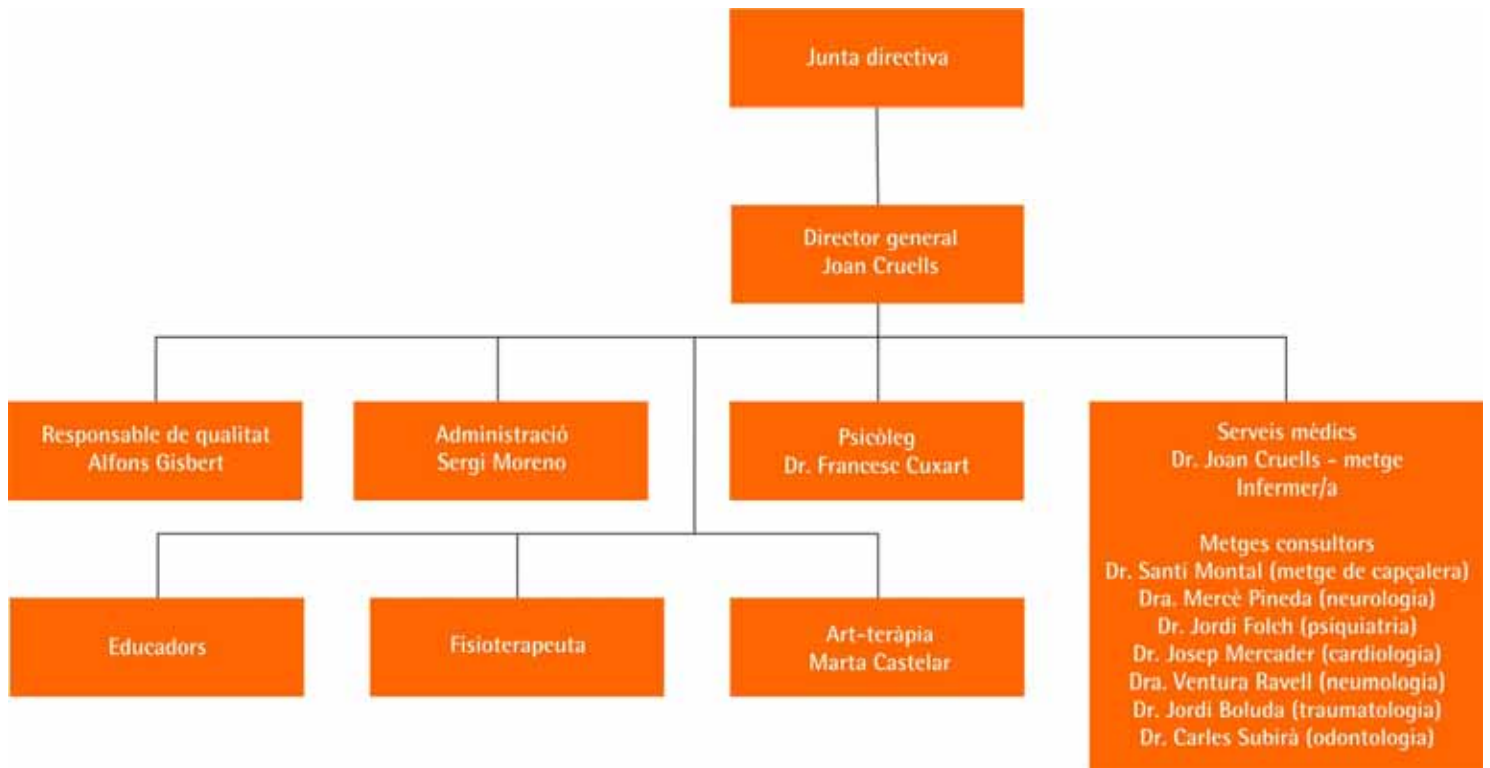 Junta directiva
Director general
Joan Cruells
Responsable de qualitat
Alfons Gisbert
Administració
Sergi Moreno
Psicòleg
Dr. Francesc Cuxart
Serveis mèdics
Dr. Joan Cruells - metge
Infermer/a
Metges consultors
Dr. Santi Montal (metge de capçalera)
Dra. Mercè Pineda (neurologia)
Dr. Jordi Folch (psiquiatria)
Dr. Josep Mercader (cardiologia)
Dra. Ventura Ravell (neumologia)
Dr. Jordi Boluda (traumatologia)
Dr. Carles Subirà (odontologia)
Educadors
Fisioterapeuta
Art-teràpia
Marta Castelar